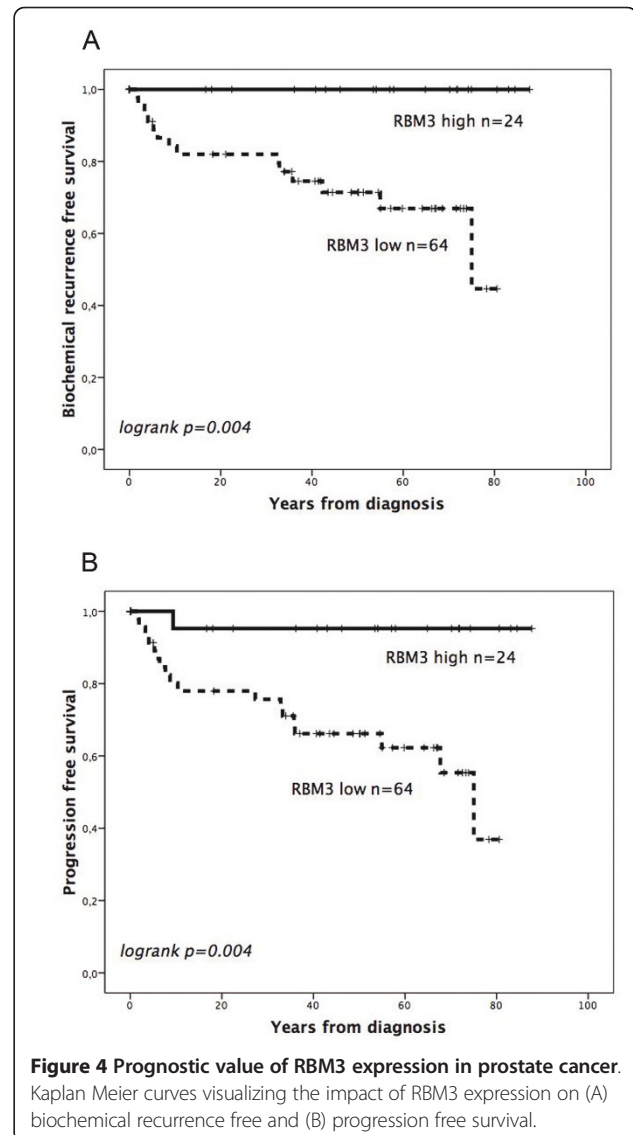 A
1,0
0,8
0,6
0,4
0,2
0,0
Biochemical recurrence free survival
RBM3 high n=24
RBM3 low n=64
logrank p=0.004
0 20 40 60 80 100
Years from diagnosis
B
1,0
0,8
0,6
0,4
0,2
0,0
Progression free survival
RBM3 high n=24
RBM3 low n=64
logrank p=0.004
0 20 40 60 80 100
Years from diagnosis
Figure 4 Prognostic value of RBM3 expression in prostate cancer.
Kaplan Meier curves visualizing the impact of RBM3 expression on (A)
biochemical recurrence free and (B) progression free survival.